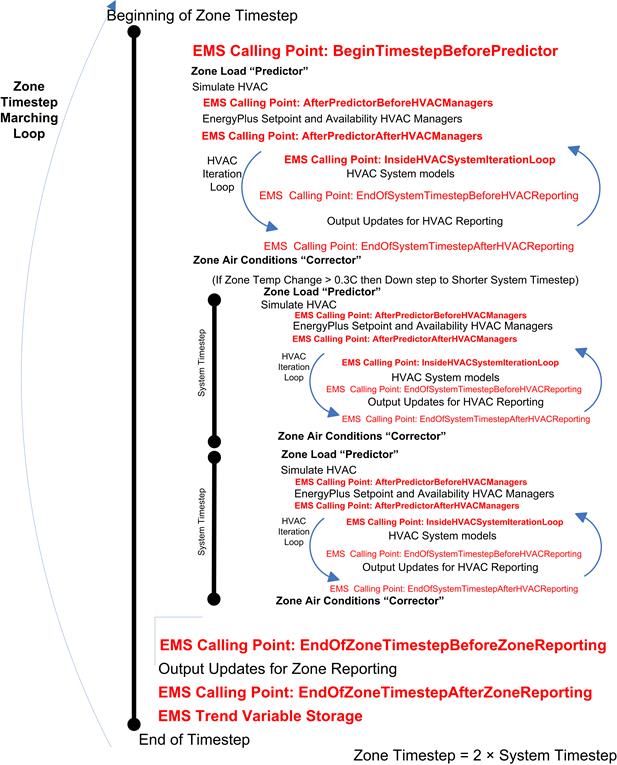 Beginning of Zone Timestep
EMS Calling Point: BeginTimestepBeforePredictor
Zone Load “Predictor”
Simulate HVAC
EMS Calling Point: AfterPredictorBeforeHVACManagers
EnergyPlus Setpoint and Availability HVAC Managers
EMS Calling Point: AfterPredictorAfterHVACManagers
Zone
Timestep
Marching
Loop
HVAC
Iteration
Loop
EMS Calling Point: InsideHVACSystemIterationLoop
HVAC System models
EMS Calling Point: EndOfSystemTimestepBeforeHVACReporting
Output Updates for HVAC Reporting
EMS Calling Point: EndOfSystemTimestepAfterHVACReporting
Zone Air Conditions “Corrector”
(If Zone Temp Change > 0.3C then Down step to Shorter System Timestep)
Zone Load “Predictor”
Simulate HVAC
EMS Calling Point: AfterPredictorBeforeHVACManagers
EnergyPlus Setpoint and Availability HVAC Managers
EMS Calling Point: AfterPredictorAfterHVACManagers
System Timestep
HVAC
Iteration
Loop
EMS Calling Point: InsideHVACSystemIterationLoop
HVAC System models
EMS Calling Point: EndOfSystemTimestepBeforeHVACReporting
Output Updates for HVAC Reporting
EMS Calling Point: EndOfSystemTimestepAfterHVACReporting
Zone Air Conditions “Corrector”
Zone Load “Predictor”
Simulate HVAC
EMS Calling Point: AfterPredictorBeforeHVACManagers
EnergyPlus Setpoint and Availability HVAC Managers
EMS Calling Point: AfterPredictorAfterHVACManagers
System Timestep
HVAC
Iteration
Loop
EMS Calling Point: InsideHVACSystemIterationLoop
HVAC System models
EMS Calling Point: EndOfSystemTimestepBeforeHVACReporting
Output Updates for HVAC Reporting
EMS Calling Point: EndOfSystemTimestepAfterHVACReporting
Zone Air Conditions “Corrector”
EMS Calling Point: EndOfZoneTimestepBeforeZoneReporting
Output Updates for Zone Reporting
EMS Calling Point: EndOfZoneTimestepAfterZoneReporting
EMS Trend Variable Storage
End of Timestep
Zone Timestep = 2 × System Timestep